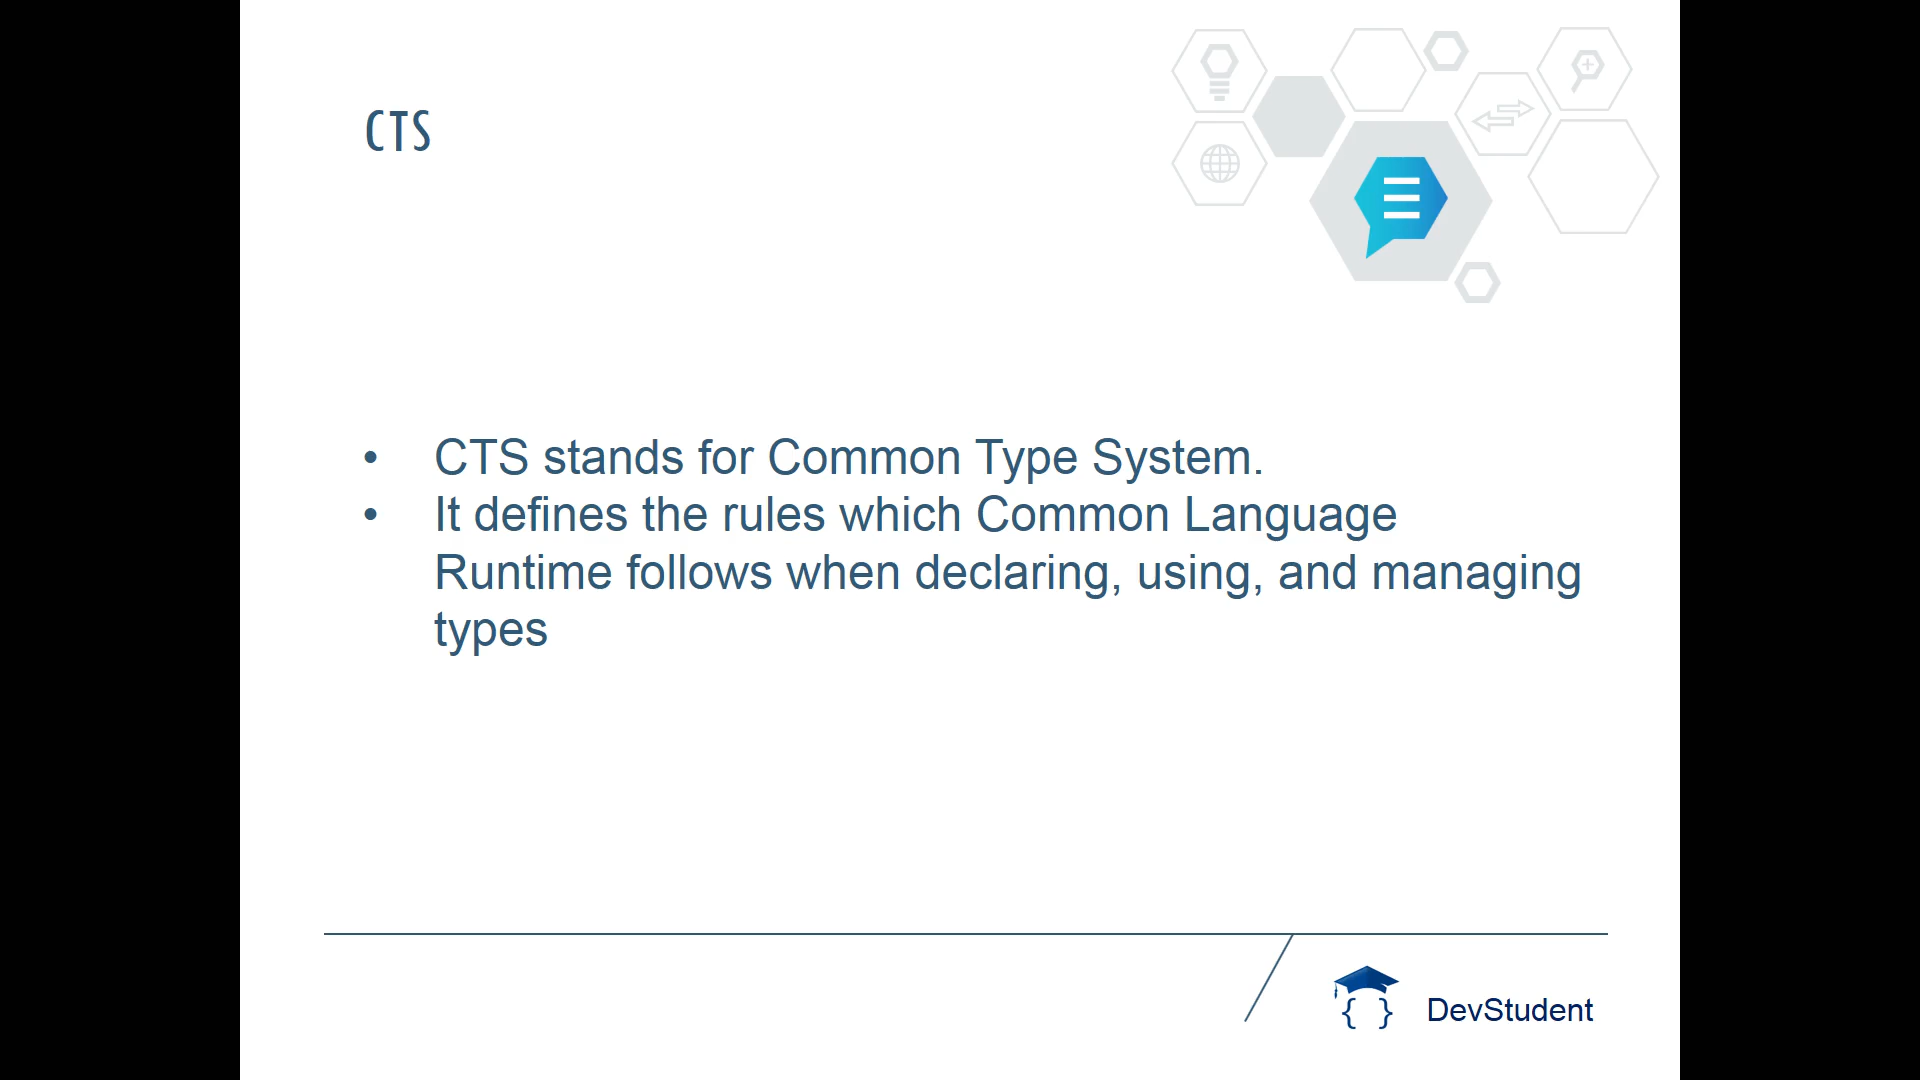 CTS
• CTS stands for Common Type System.
• It defines the rules which Common Language
Runtime follows when declaring, using, and managing
types
{ }
DevStudent